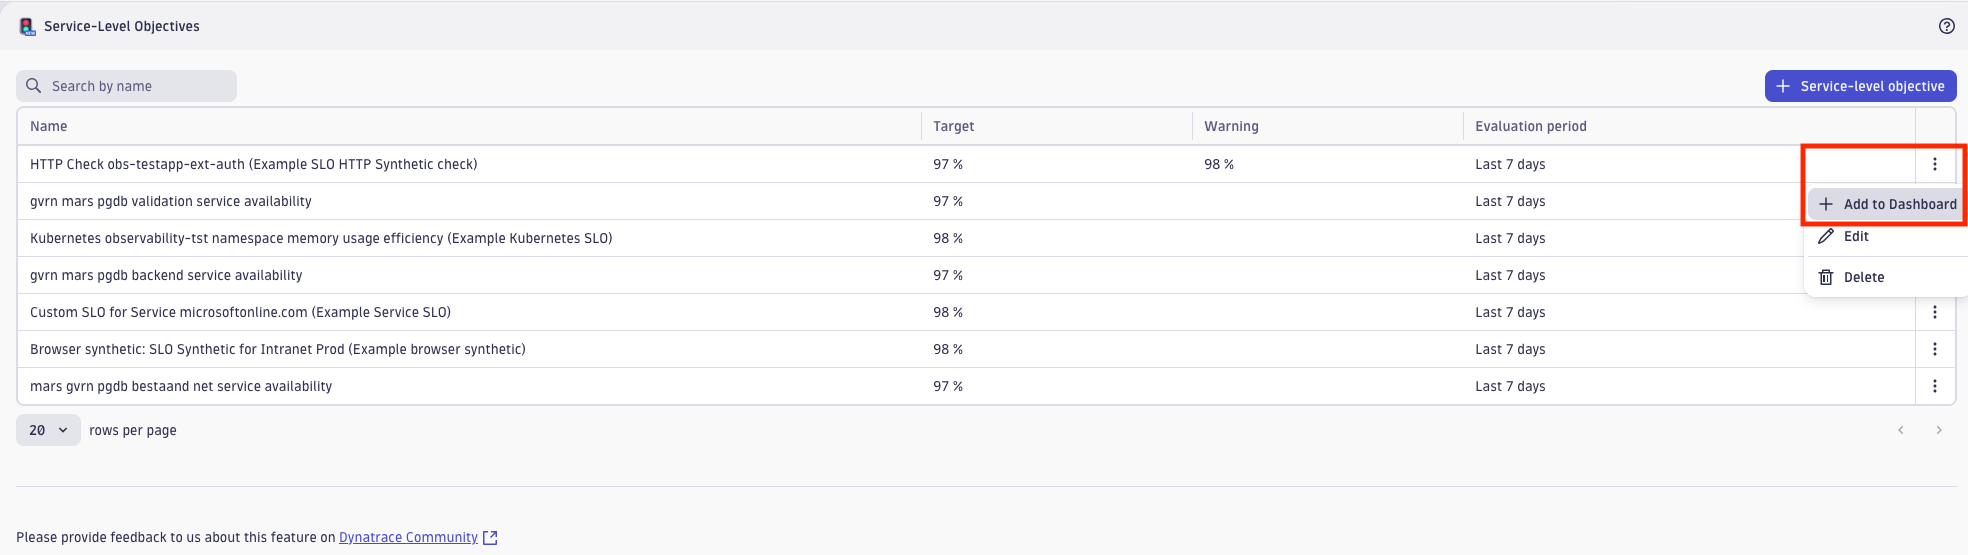 Service-Level Objectives
Search by name
Service-level objective
Name Target Warning Evaluation period
HTTP Check obs-testapp-ext-auth (Example SLO HTTP Synthetic check) 97 % 98 % Last 7 days
gvrn mars pgdb validation service availability 97 % Last 7 days
Add to Dashboard
Kubernetes observability-tst namespace memory usage efficiency (Example Kubernetes SLO) 98 % Last 7 days
Edit
gvrn mars pgdb backend service availability 97 % Last 7 days
Delete
Custom SLO for Service microsoftonline.com (Example Service SLO) 98 % Last 7 days
Browser synthetic: SLO Synthetic for Intranet Prod (Example browser synthetic) 98 % Last 7 days
mars gvrn pgdb bestaand net service availability 97 % Last 7 days
20 rows per page
Please provide feedback to us about this feature on Dynatrace Community